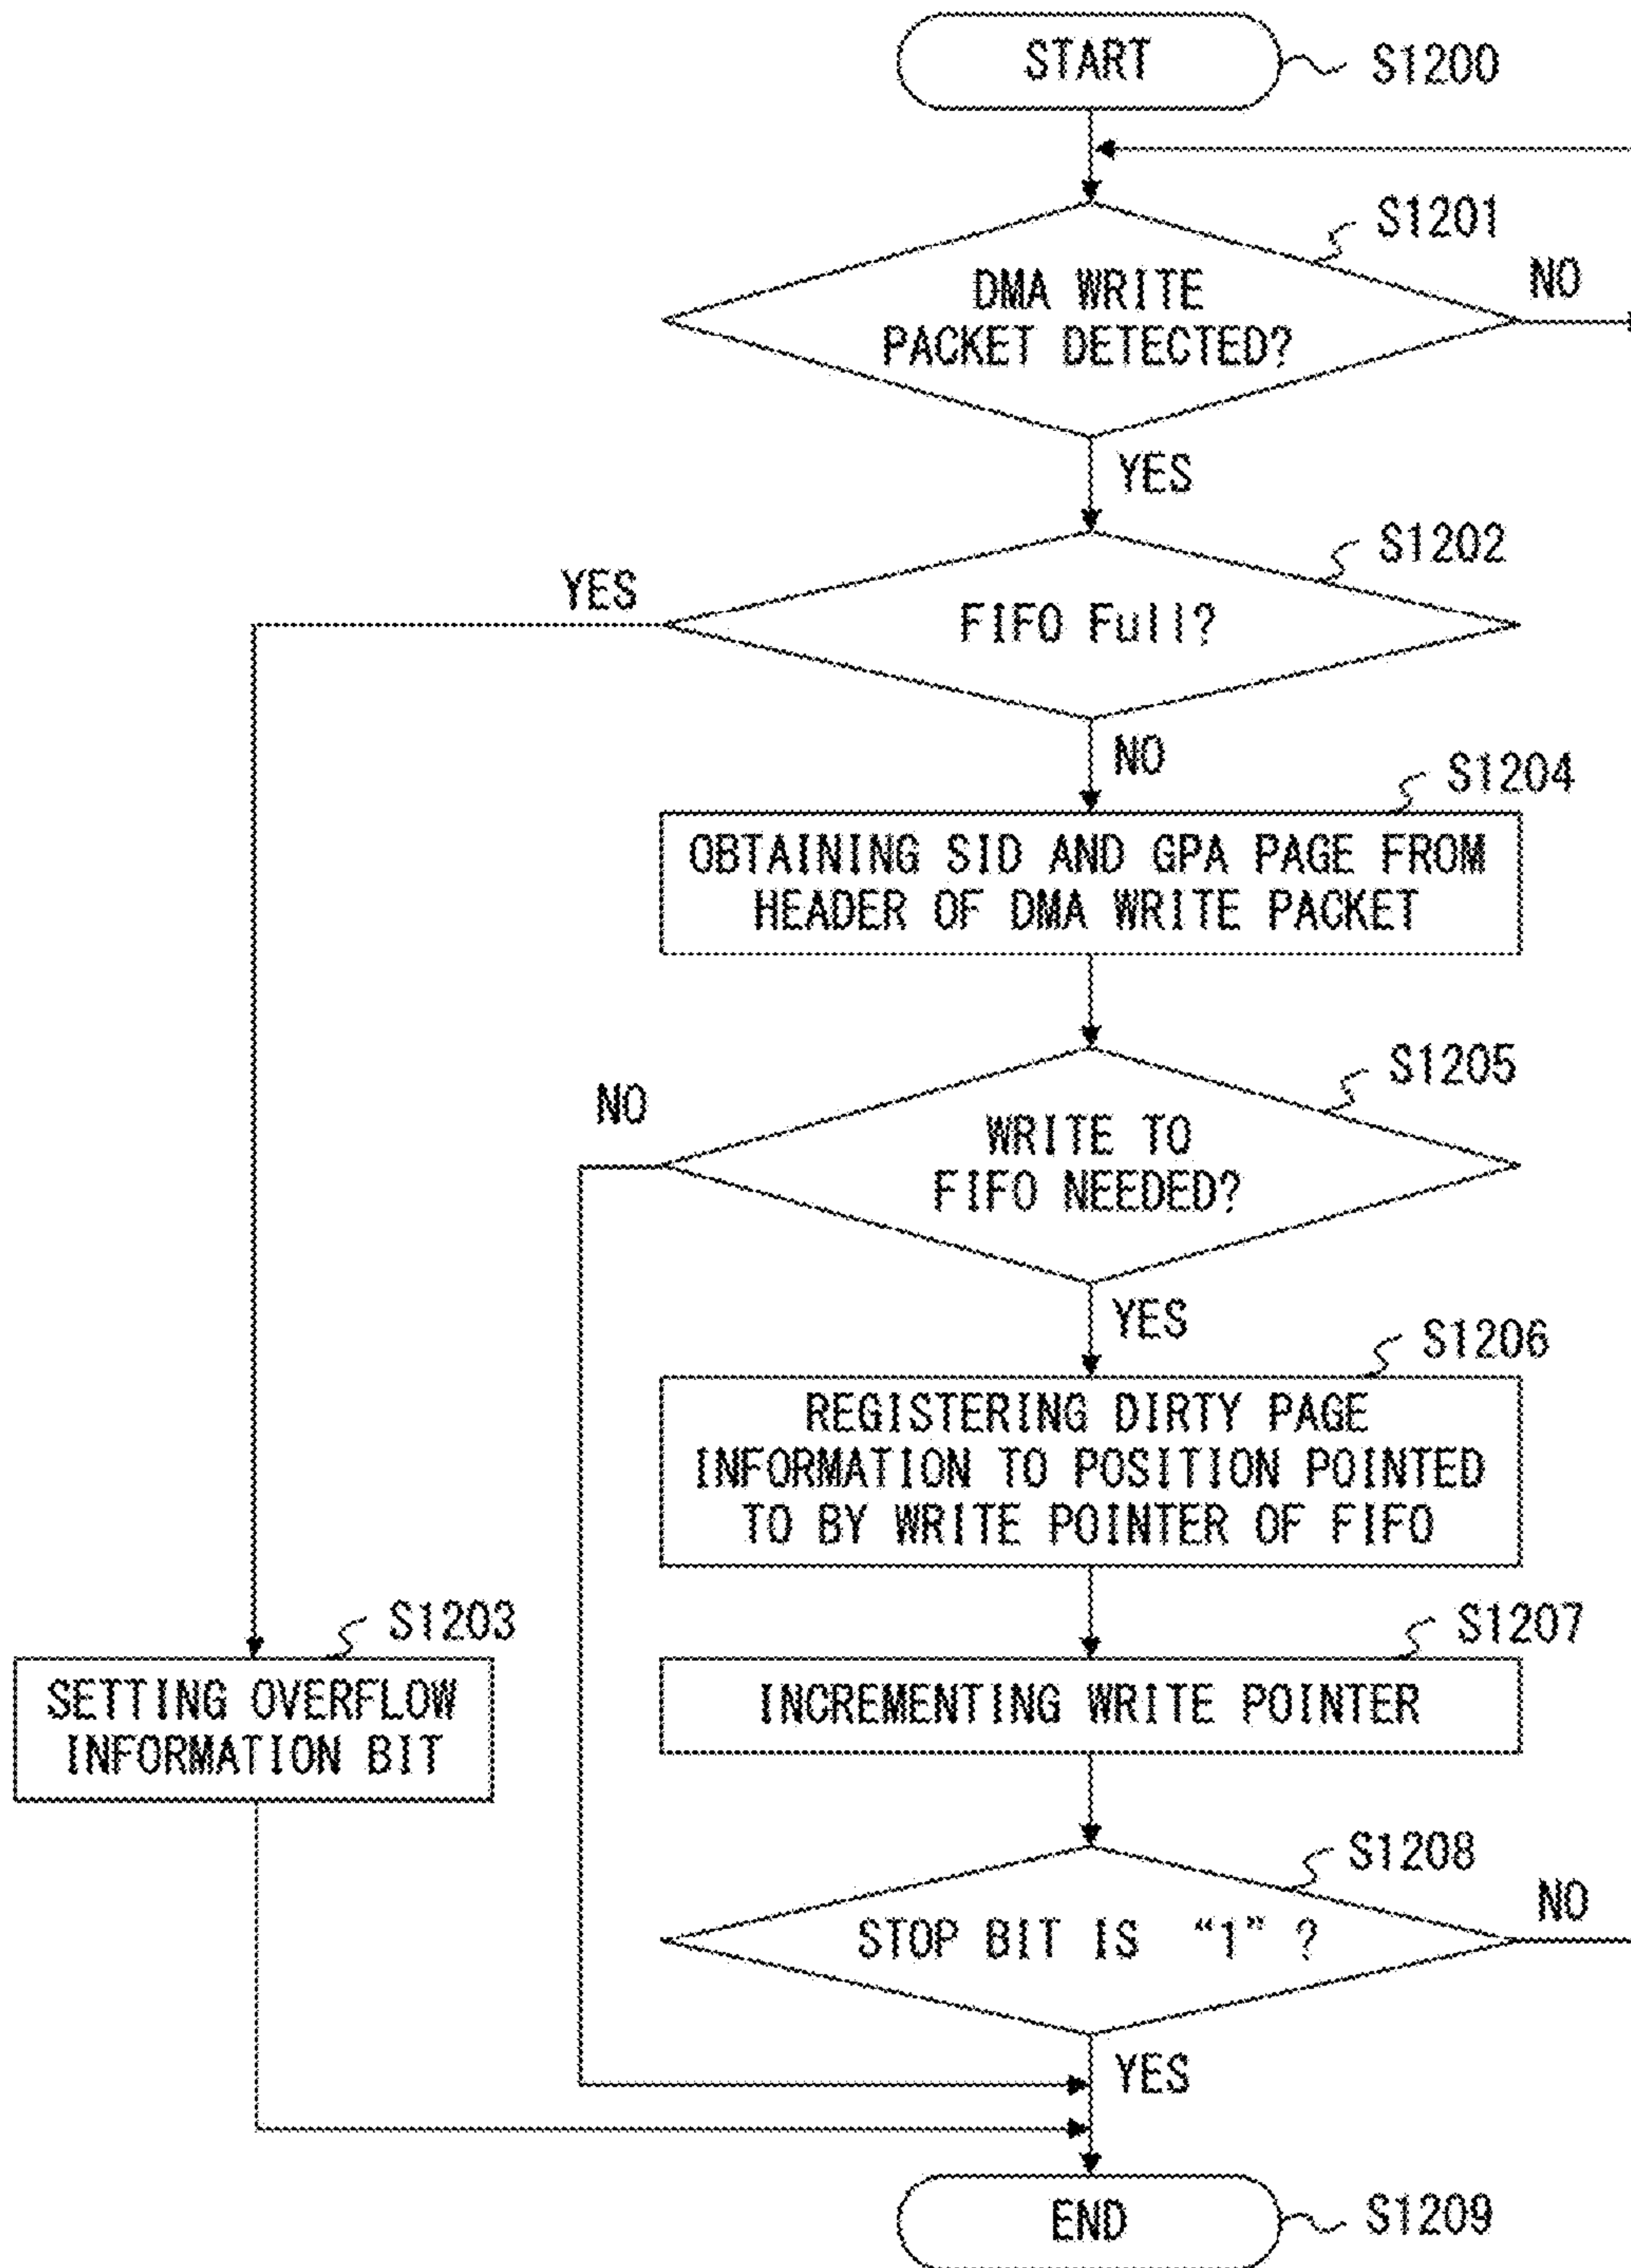 START
S1200
S1201
DMA WRITE
PACKET DETECTED?
NO
YES
S1202
YES
FIFO Full?
NO
S1204
OBTAINING SID AND GPA PAGE FROM
HEADER OF DMA WRITE PACKET
S1205
NO
WRITE TO
FIFO NEEDED?
YES
S1206
REGISTERING DIRTY PAGE
INFORMATION TO POSITION POINTED
TO BY WRITE POINTER OF FIFO
S1203
SETTING OVERFLOW
INFORMATION BIT
S1207
INCREMENTING WRITE POINTER
S1208
STOP BIT IS “1” ?
NO
YES
END
S1209